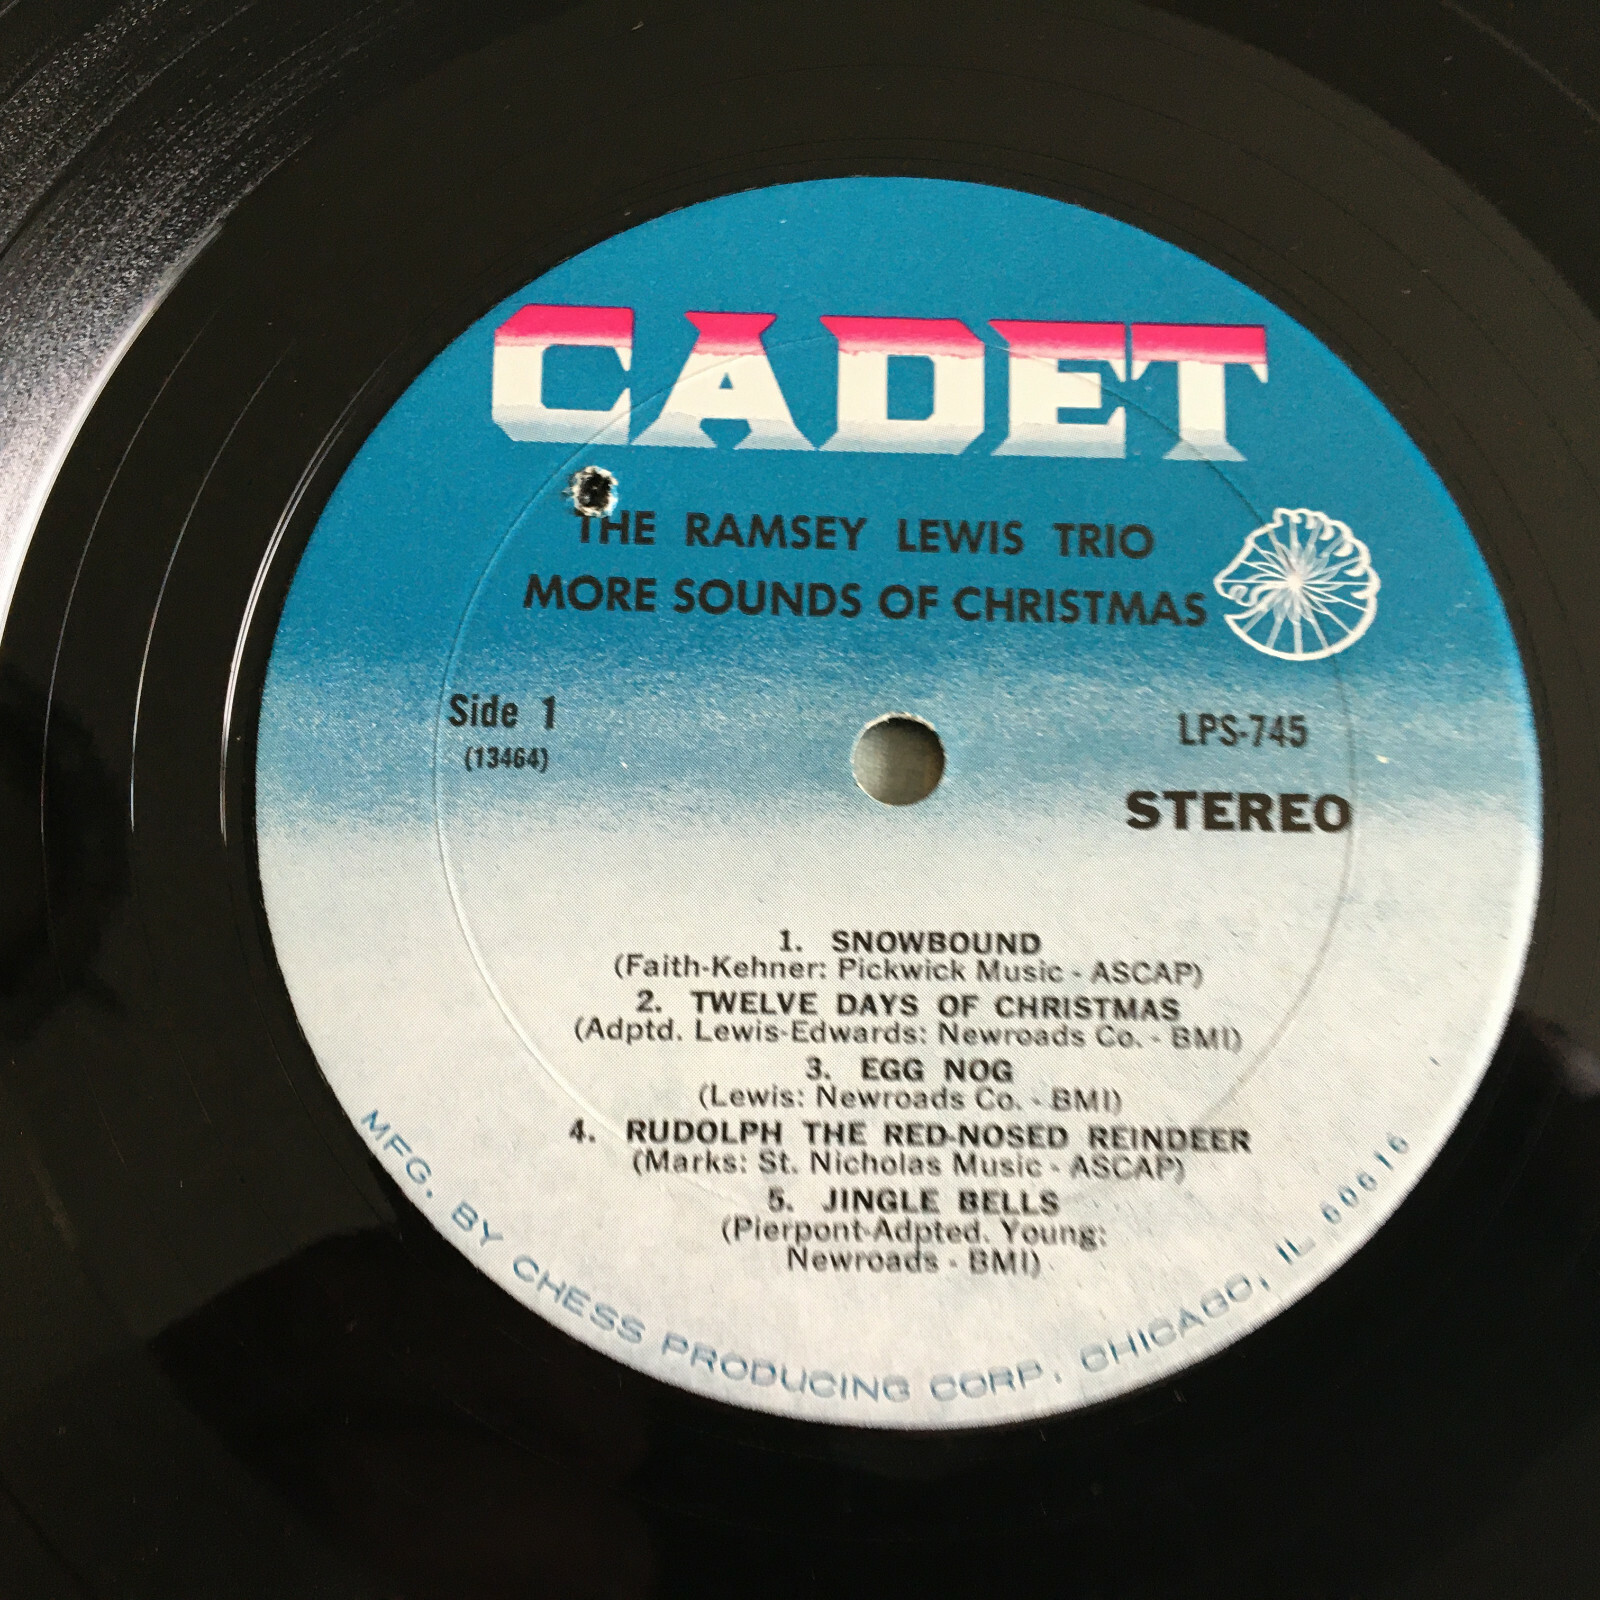 CADET
THE RAMSEY LEWIS TRIO
MORE SOUNDS OF CHRISTMAS
Side 1
(13464)
LPS-745
STEREO
1. SNOWBOUND
(Faith-Kehner: Pickwick Music - ASCAP)
2. TWELVE DAYS OF CHRISTMAS
(Adptd. Lewis-Edwards: Newroads Co. - BMI)
3. EGG NOG
(Lewis: Newroads Co. - BMI)
4. RUDOLPH THE RED-NOSED REINDEER
(Marks: St. Nicholas Music - ASCAP)
5. JINGLE BELLS
(Pierpont-Adpted. Young:
Newroads - BMI)
MFG. BY CHESS PRODUCING CORP, CHICAGO, IL 60616